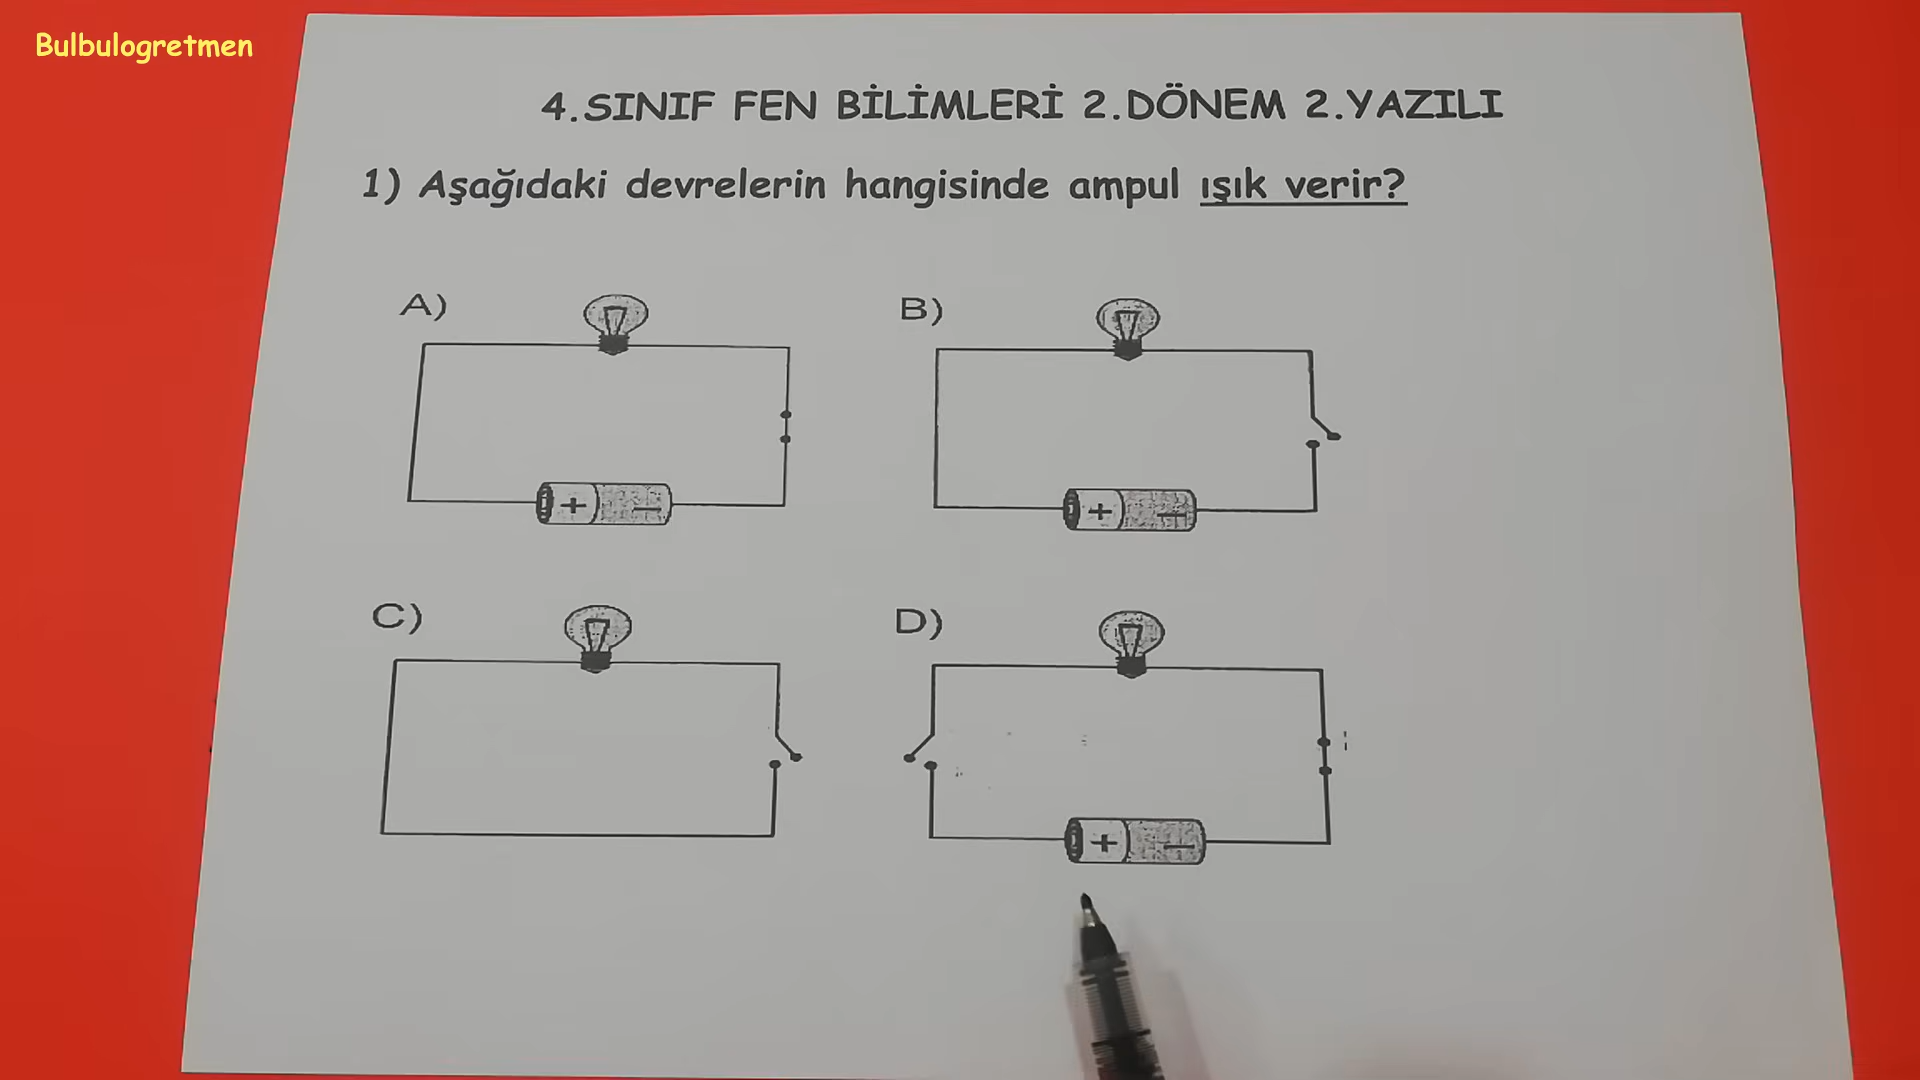 Bulbulogretmen
4.SINIF FEN BİLİMLERİ 2.DÖNEM 2.YAZILI
1) Aşağıdaki devrelerin hangisinde ampul ışık verir?
A)
B)
+ −
+ −
C)
D)
+ −